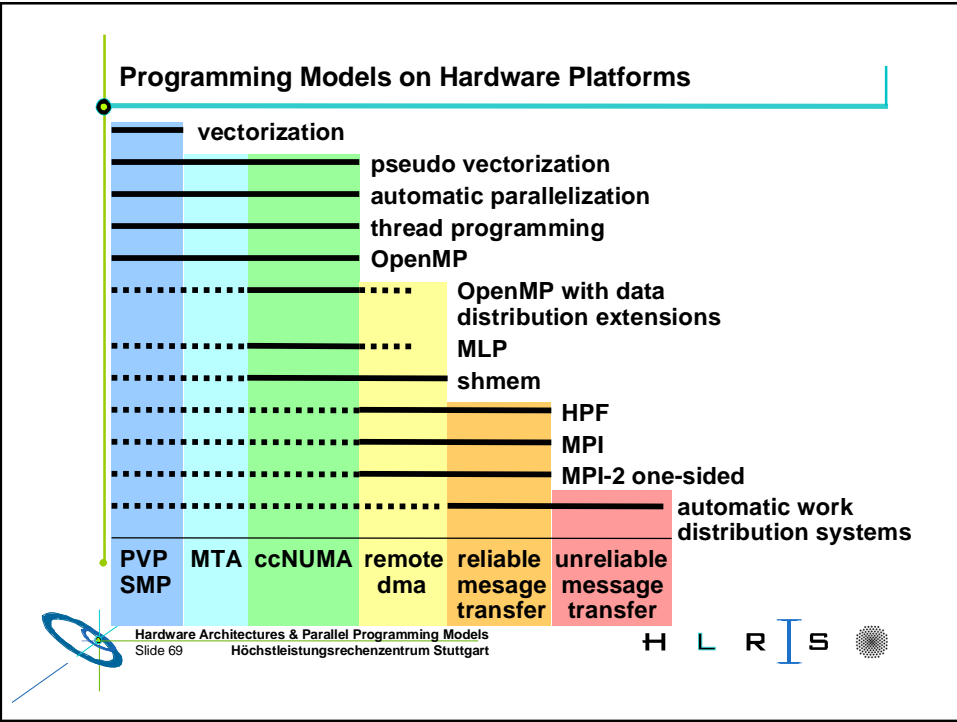 Programming Models on Hardware Platforms
vectorization
pseudo vectorization
automatic parallelization
thread programming
OpenMP
OpenMP with data
distribution extensions
MLP
shmem
HPF
MPI
MPI-2 one-sided
automatic work
distribution systems
PVP MTA ccNUMA remote reliable unreliable
SMP dma mesage message
transfer transfer
Hardware Architectures & Parallel Programming Models
Slide 69 Höchstleistungsrechenzentrum Stuttgart
H L R I S